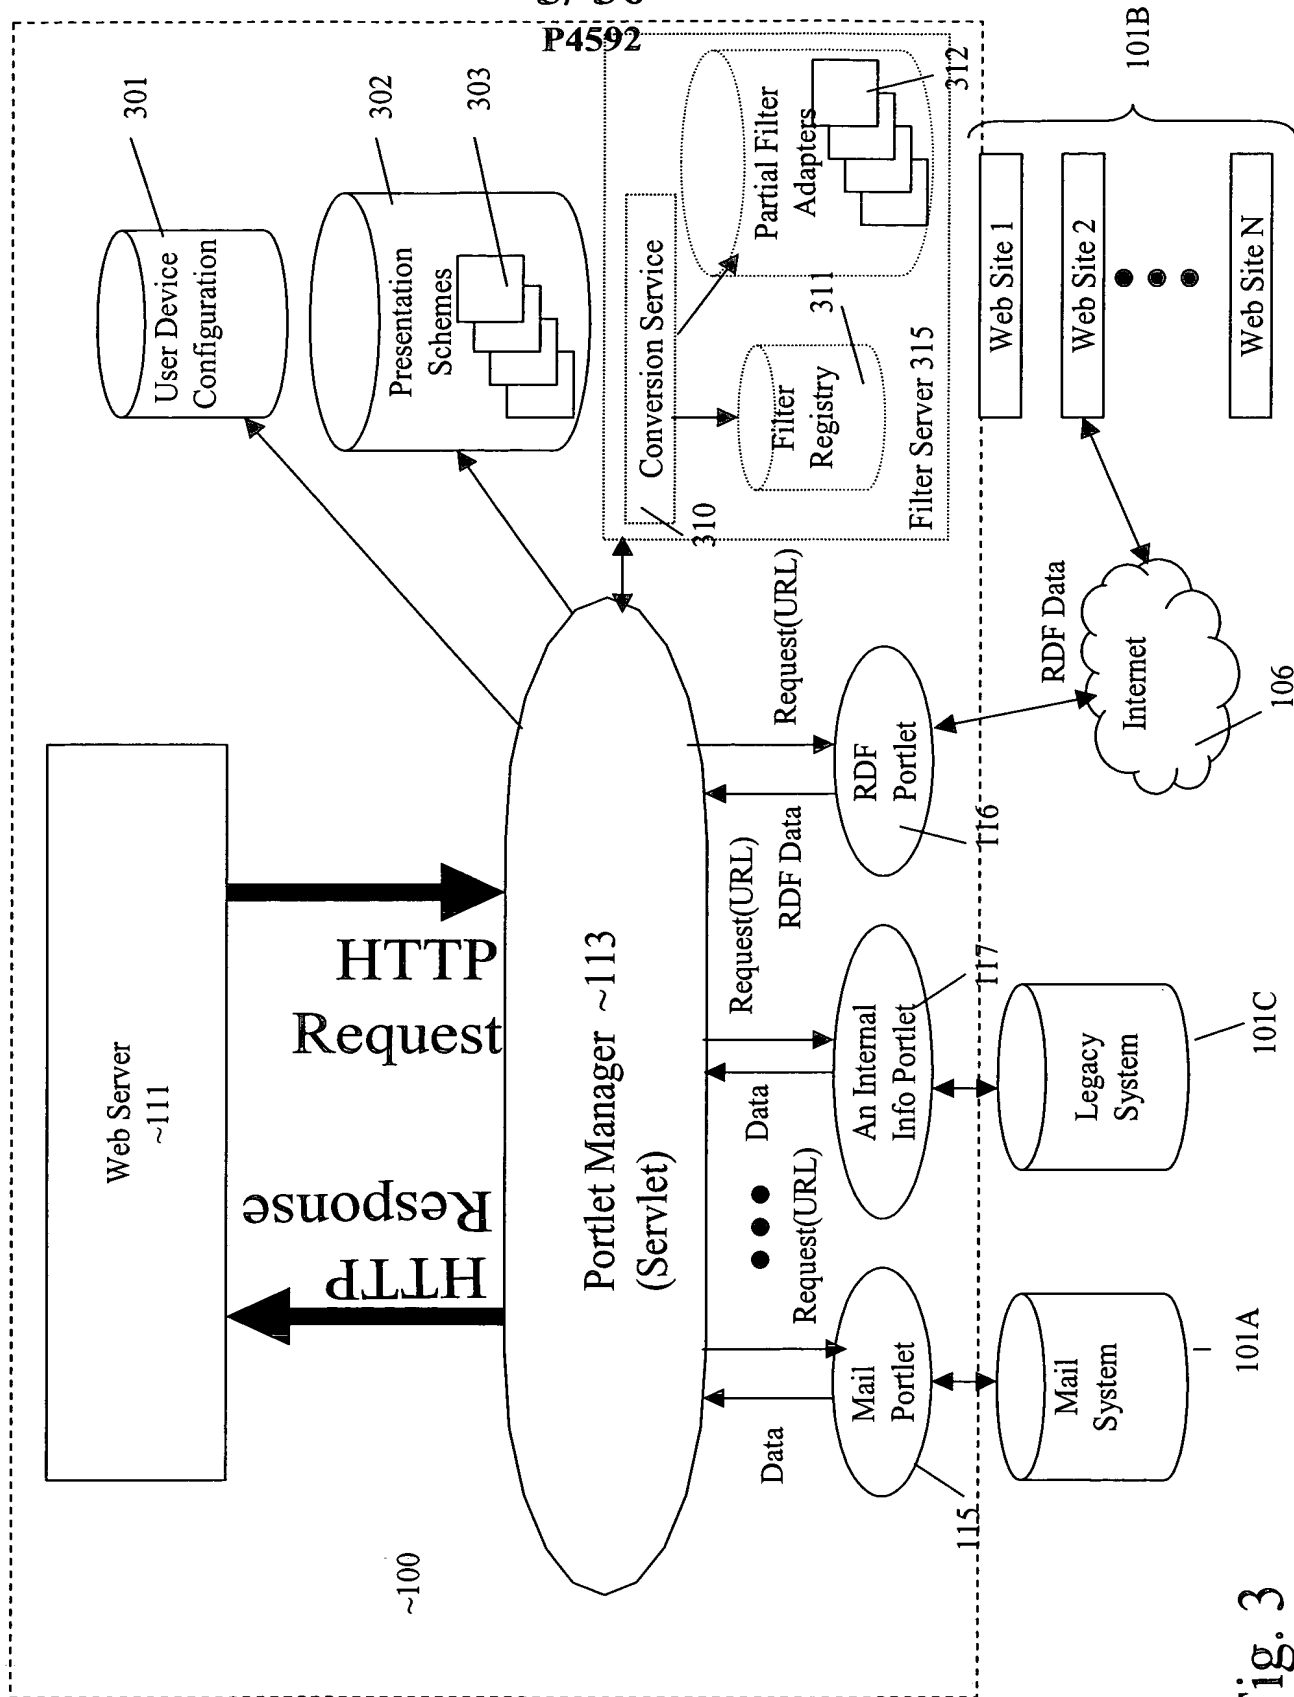 P4592
~100
Web Server
~111
HTTP
Request
HTTP
Response
Portlet Manager ~113
(Servlet)
301
User Device
Configuration
302
Presentation
Schemes
303
Conversion Service
310
Filter
Registry
311
Partial Filter
Adapters
312
Filter Server 315
Data
Request(URL)
Data
Request(URL)
RDF Data
Request(URL)
Mail
Portlet
115
An Internal
Info Portlet
117
RDF
Portlet
116
Mail
System
101A
Legacy
System
101C
RDF Data
Internet
106
Web Site 1
Web Site 2
Web Site N
101B
Fig. 3